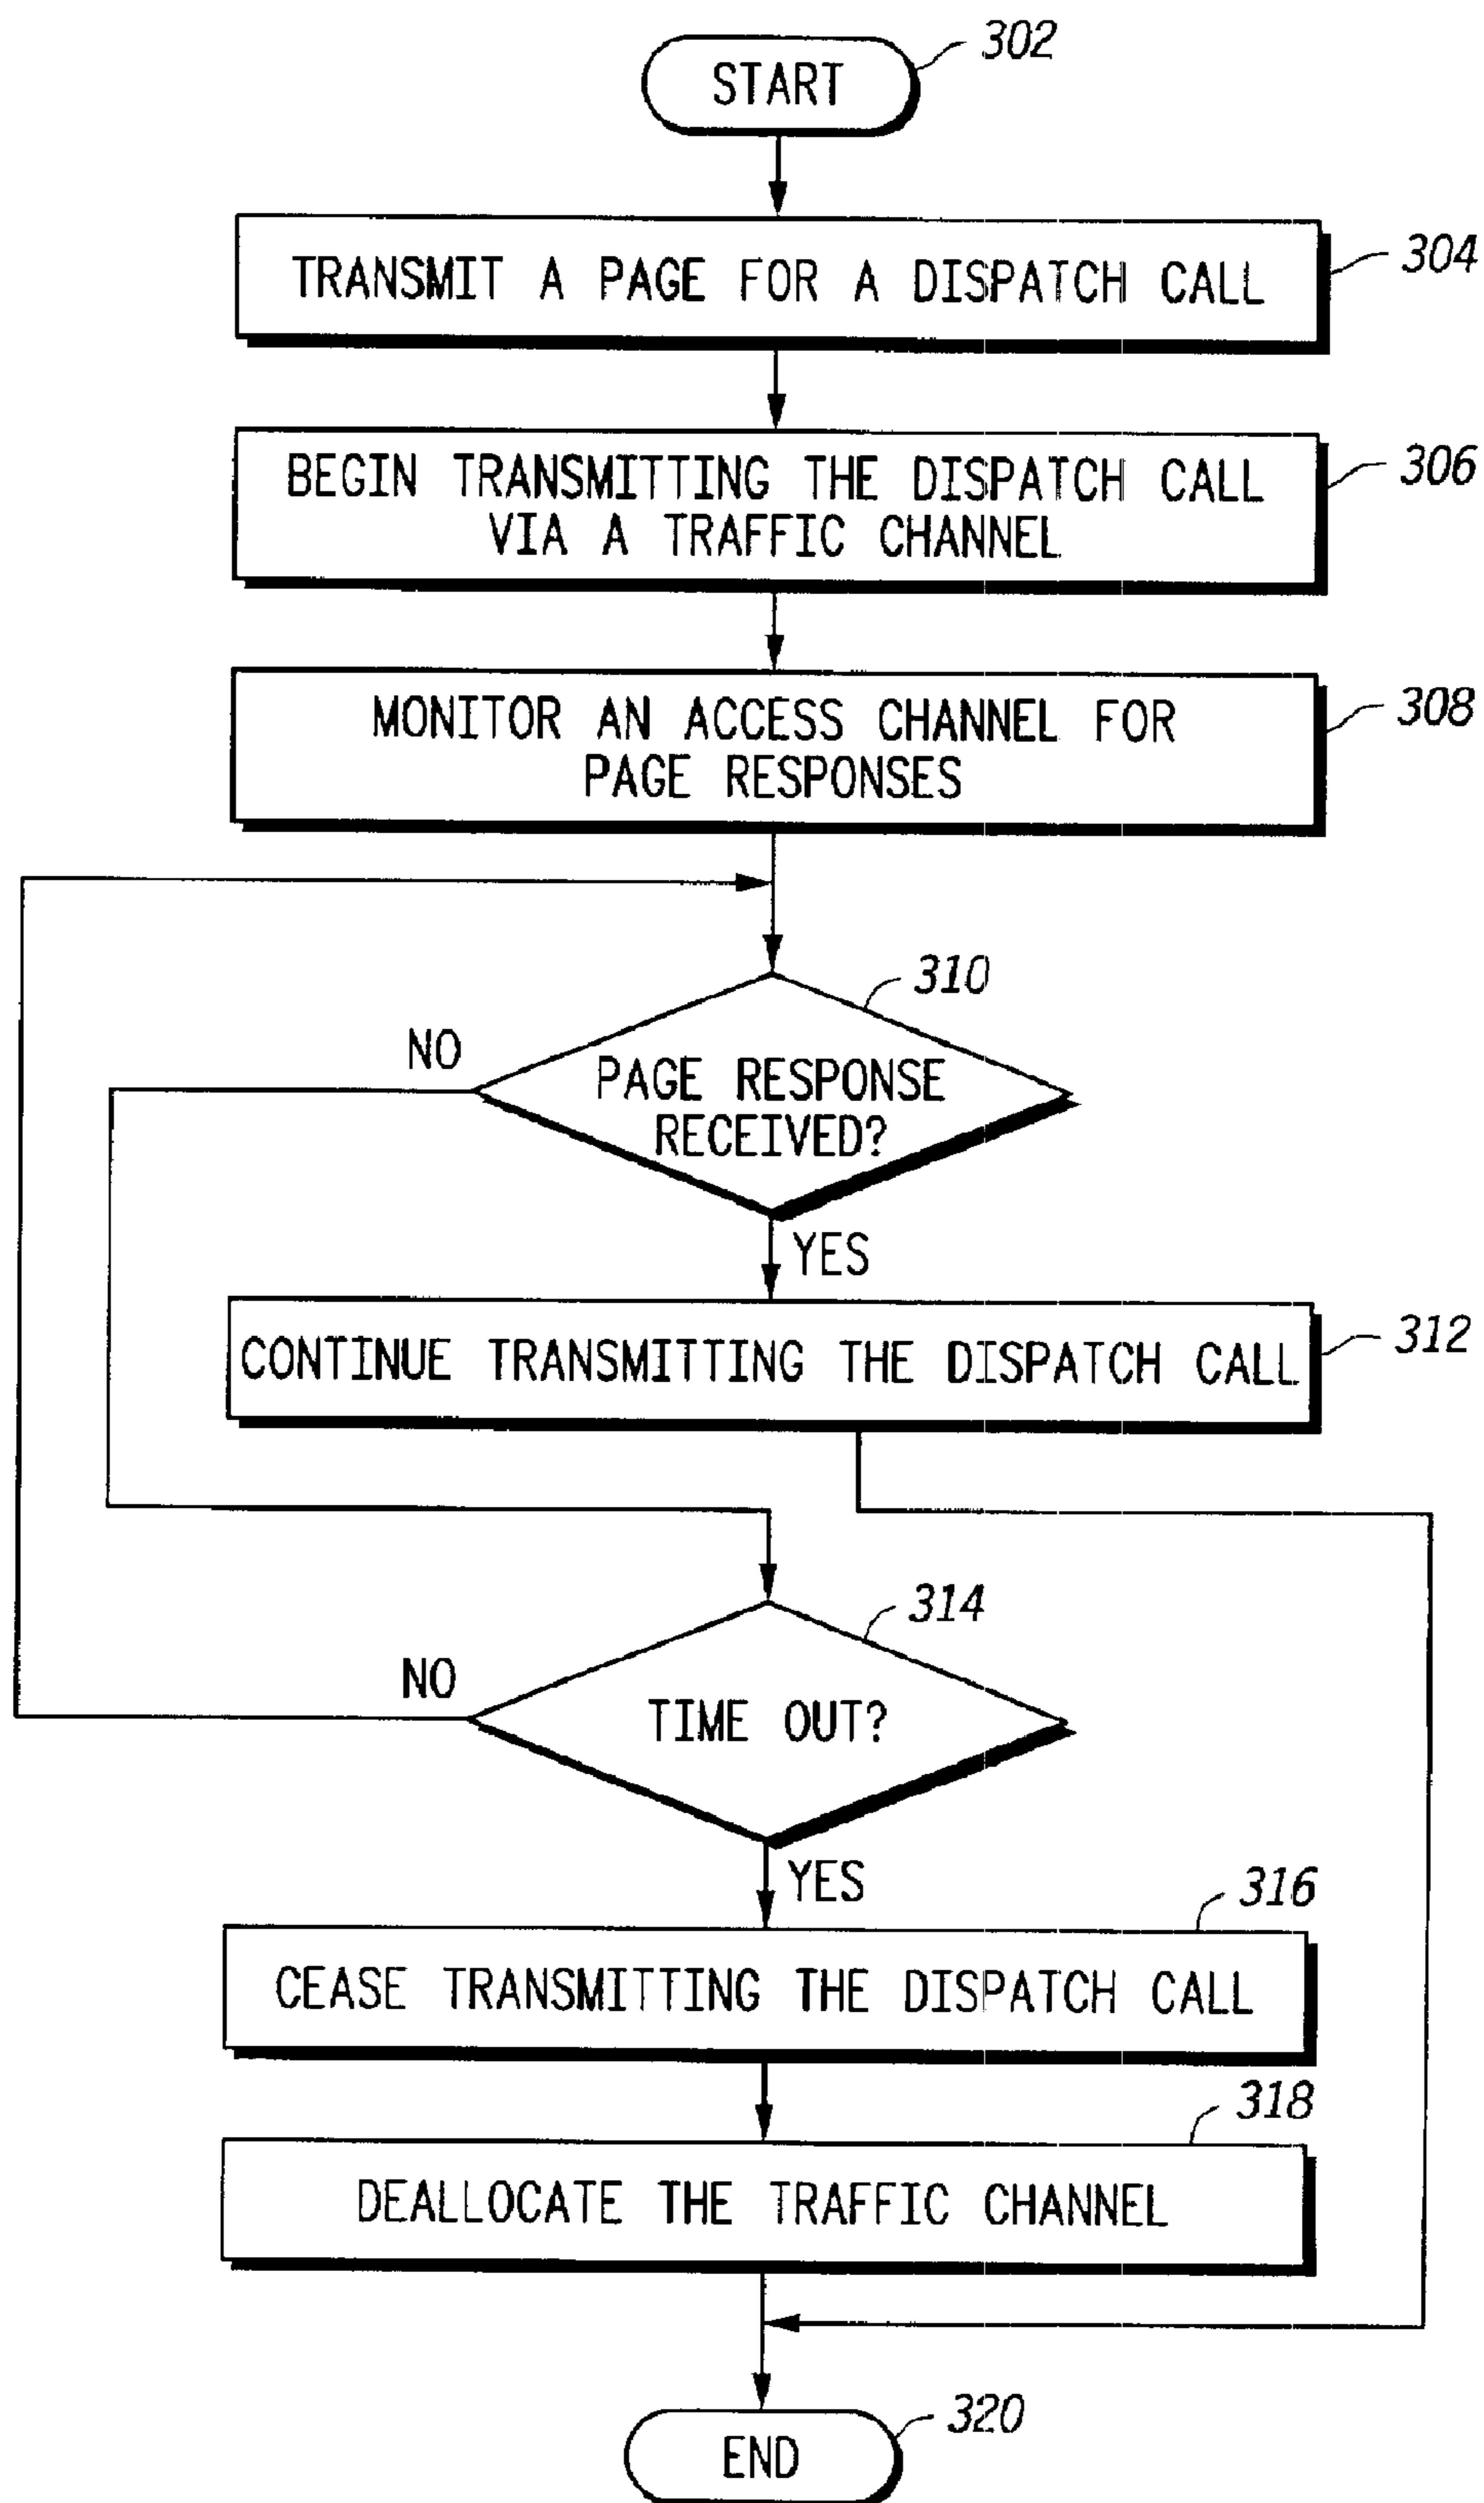 START
302
TRANSMIT A PAGE FOR A DISPATCH CALL
304
BEGIN TRANSMITTING THE DISPATCH CALL
VIA A TRAFFIC CHANNEL
306
MONITOR AN ACCESS CHANNEL FOR
PAGE RESPONSES
308
310
NO
PAGE RESPONSE
RECEIVED?
YES
CONTINUE TRANSMITTING THE DISPATCH CALL
312
314
NO
TIME OUT?
YES
316
CEASE TRANSMITTING THE DISPATCH CALL
318
DEALLOCATE THE TRAFFIC CHANNEL
320
END